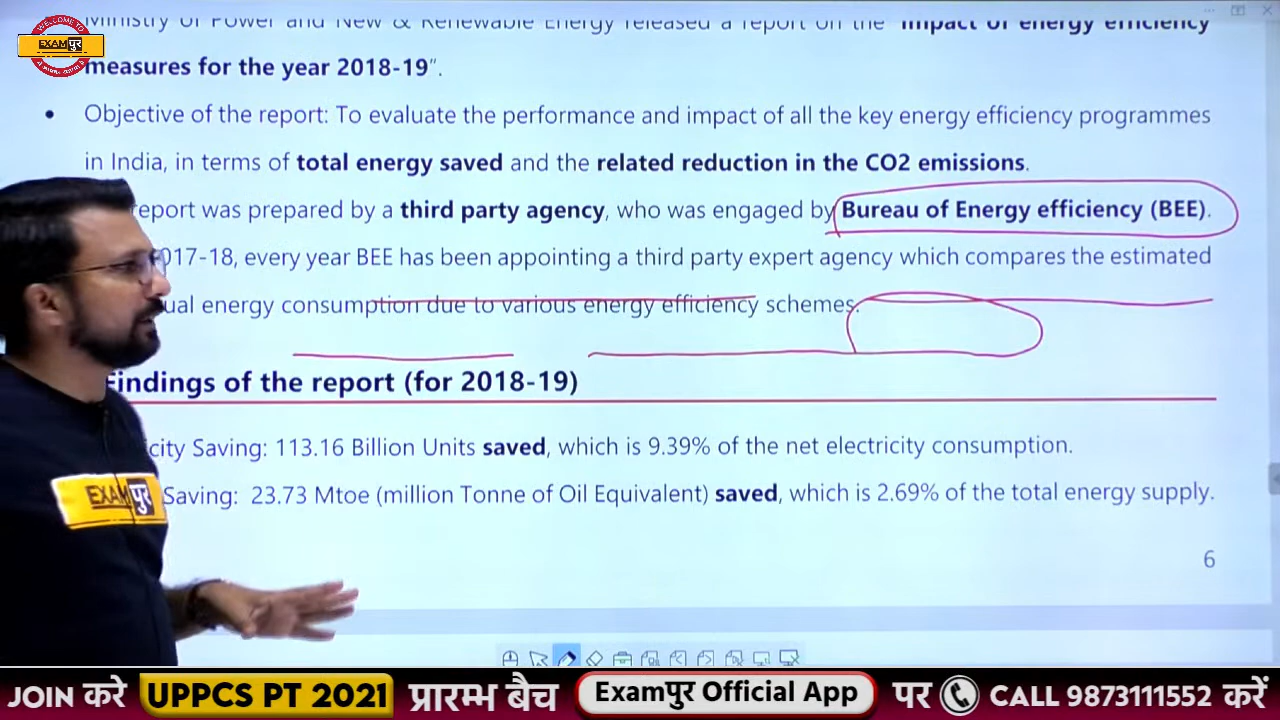 Ministry of Power and New & Renewable Energy released a report on the "Impact of energy efficiency
WELCOME TO
EXAMपुर
measures for the year 2018-19".
• Objective of the report: To evaluate the performance and impact of all the key energy efficiency programmes
in India, in terms of total energy saved and the related reduction in the CO2 emissions.
report was prepared by a third party agency, who was engaged by Bureau of Energy efficiency (BEE).
017-18, every year BEE has been appointing a third party expert agency which compares the estimated
ual energy consumption due to various energy efficiency schemes.
Findings of the report (for 2018-19)
city Saving: 113.16 Billion Units saved, which is 9.39% of the net electricity consumption.
Saving: 23.73 Mtoe (million Tonne of Oil Equivalent) saved, which is 2.69% of the total energy supply.
EXAMपुर
6
JOIN करे UPPCS PT 2021 प्रारम्भ बैच Examपुर Official App पर CALL 9873111552 करें